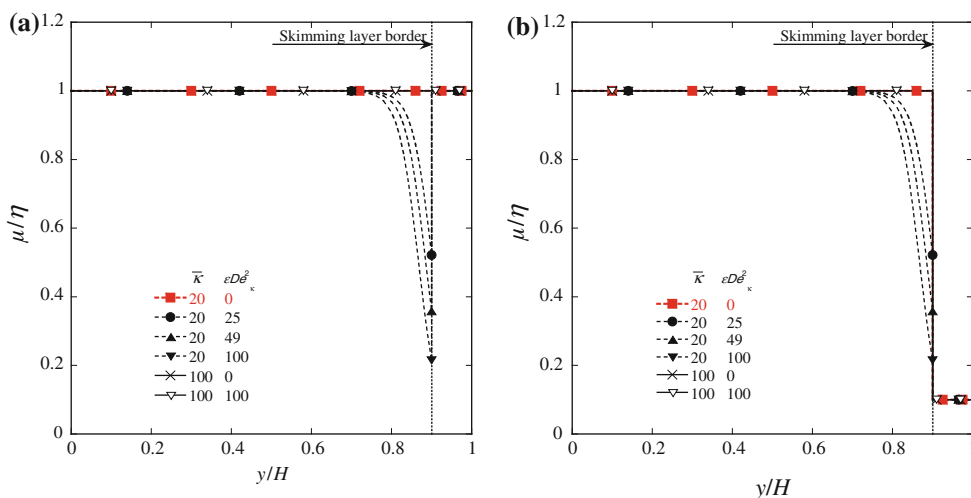 (a)
1.2
1
0.8
0.6
0.4
0.2
0
μ/η
Skimming layer border
κ̅ εDe²κ
20 0
20 25
20 49
20 100
100 0
100 100
0 0.2 0.4 0.6 0.8 1
y/H
(b)
1.2
1
0.8
0.6
0.4
0.2
0
μ/η
Skimming layer border
κ̅ εDe²κ
20 0
20 25
20 49
20 100
100 0
100 100
0 0.2 0.4 0.6 0.8
y/H